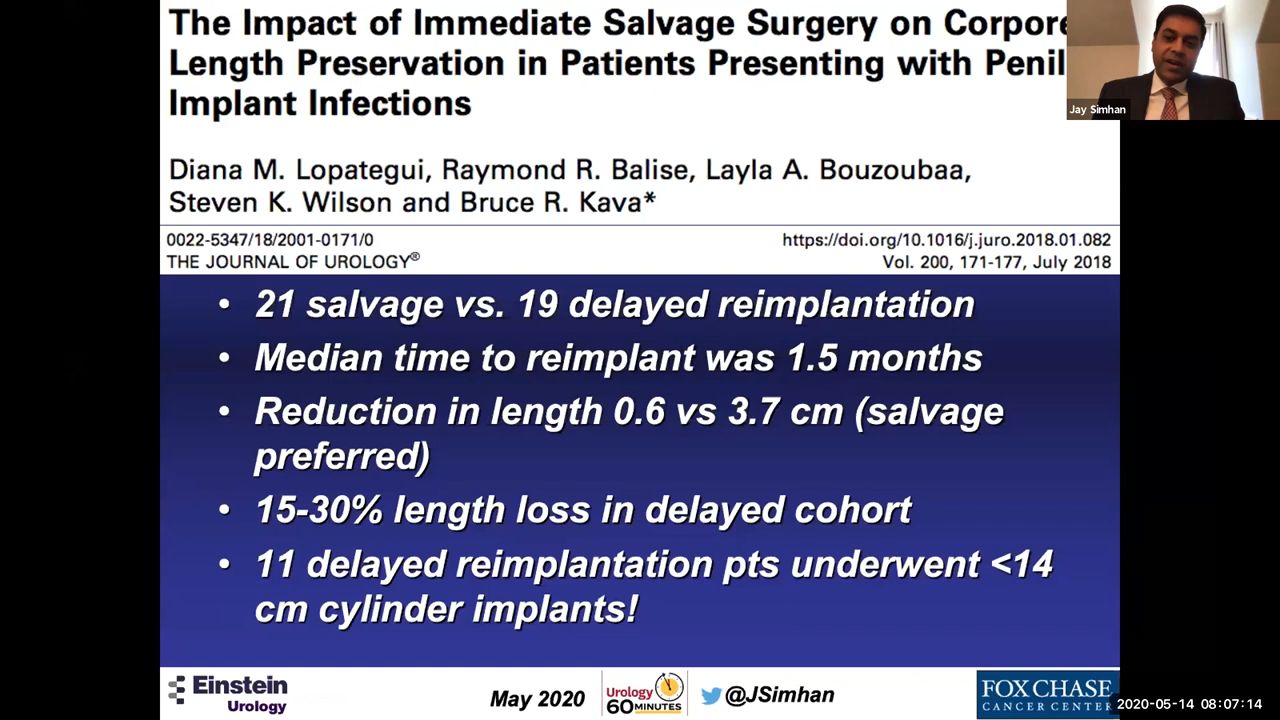 The Impact of Immediate Salvage Surgery on Corpore
Length Preservation in Patients Presenting with Penil
Implant Infections
Jay Simhan
Diana M. Lopategui, Raymond R. Balise, Layla A. Bouzoubaa,
Steven K. Wilson and Bruce R. Kava*
0022-5347/18/2001-0171/0
https://doi.org/10.1016/j.juro.2018.01.082
THE JOURNAL OF UROLOGY®
Vol. 200, 171-177, July 2018
• 21 salvage vs. 19 delayed reimplantation
• Median time to reimplant was 1.5 months
• Reduction in length 0.6 vs 3.7 cm (salvage
preferred)
• 15-30% length loss in delayed cohort
• 11 delayed reimplantation pts underwent <14
cm cylinder implants!
Einstein
Urology
May 2020
Urology
60 MINUTES
@JSimhan
FOX CHASE
CANCER CENTER
2020-05-14 08:07:14